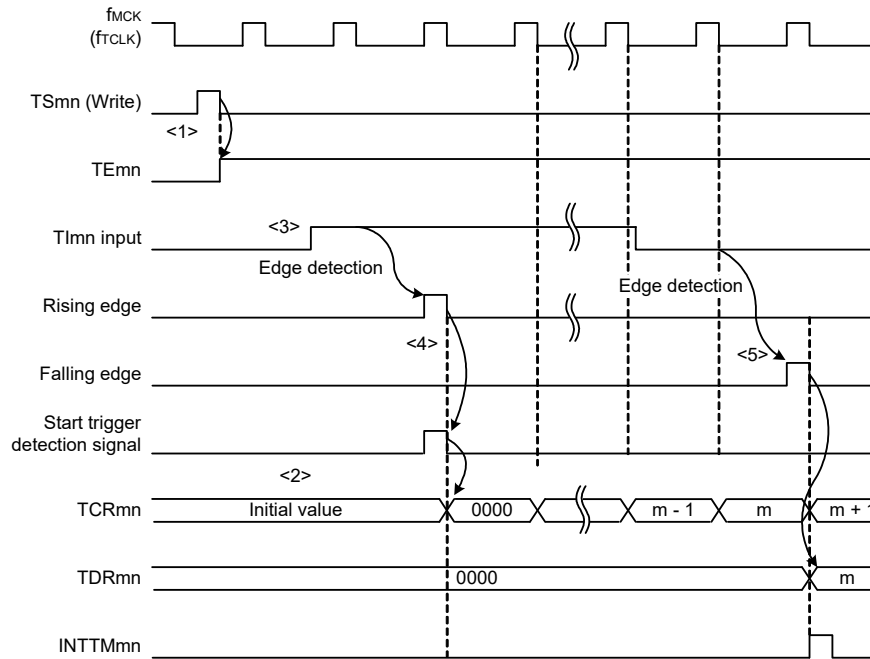 fMCK
(fTCLK)
TSmn (Write)
<1>
TEmn
<3>
TImn input
Edge detection
Edge detection
Rising edge
<4>
<5>
Falling edge
Start trigger
detection signal
<2>
TCRmn
Initial value
0000
m - 1
m
m + 1
TDRmn
0000
m
INTTMmn